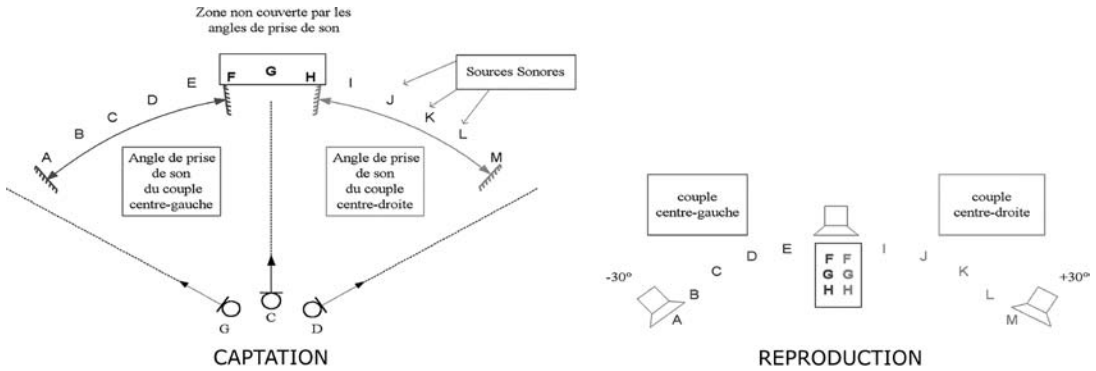 Zone non couverte par les
angles de prise de son
F G H
E
I
D
J
C
K
B
L
A
M
Sources Sonores
Angle de prise
de son
du couple
centre-gauche
Angle de prise
de son
du couple
centre-droite
G
C
D
CAPTATION
couple
centre-gauche
couple
centre-droite
-30°
+30°
A
B
C
D
E
F F
G G
H H
I
J
K
L
M
REPRODUCTION